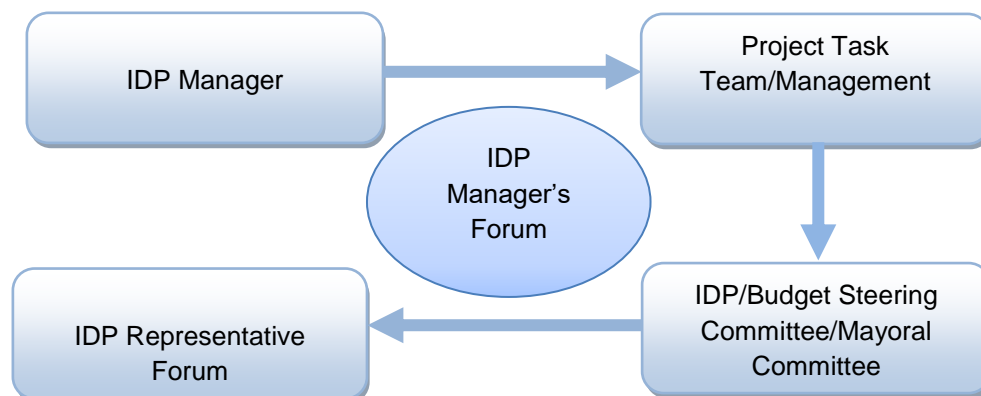 IDP Manager
Project Task
Team/Management
IDP
Manager’s
Forum
IDP Representative
Forum
IDP/Budget Steering
Committee/Mayoral
Committee